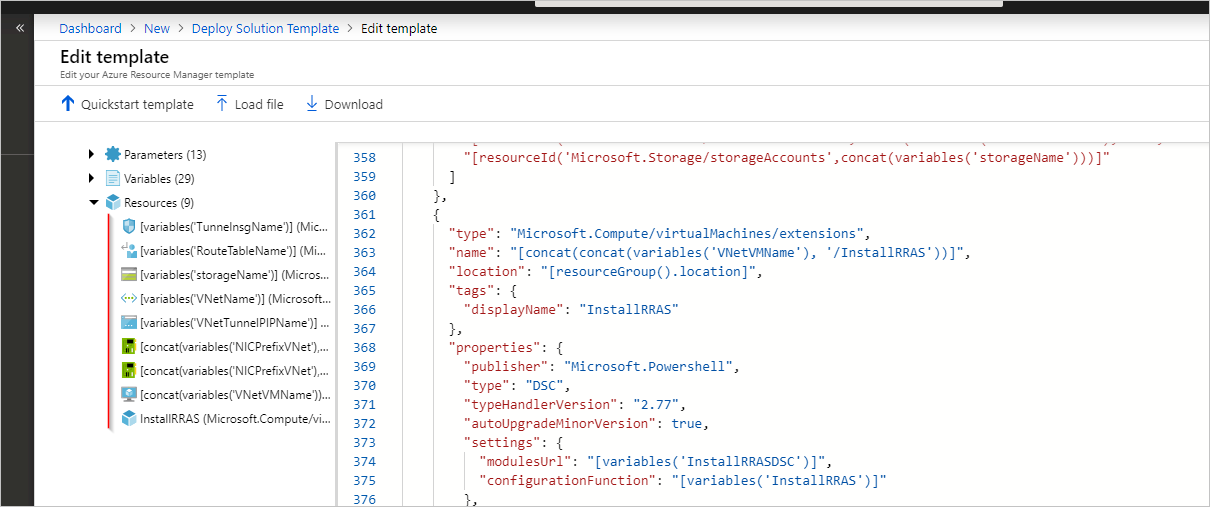 «
Dashboard > New > Deploy Solution Template > Edit template
Edit template
Edit your Azure Resource Manager template
Quickstart template Load file Download
Parameters (13)
Variables (29)
Resources (9)
[variables('TunnelnsgName')] (Mic...
[variables('RouteTableName')] (Mi...
[variables('storageName')] (Micros...
[variables('VNetName')] (Microsoft...
[variables('VNetTunnelPIPName')] ...
[concat(variables('NICPrefixVNet'),...
[concat(variables('NICPrefixVNet'),...
[concat(variables('VNetVMName'))...
InstallRRAS (Microsoft.Compute/vi...
358 "[resourceId('Microsoft.Storage/storageAccounts',concat(variables('storageName')))]"
359 ]
360 },
361 {
362 "type": "Microsoft.Compute/virtualMachines/extensions",
363 "name": "[concat(concat(variables('VNetVMName'), '/InstallRRAS'))]",
364 "location": "[resourceGroup().location]",
365 "tags": {
366 "displayName": "InstallRRAS"
367 },
368 "properties": {
369 "publisher": "Microsoft.Powershell",
370 "type": "DSC",
371 "typeHandlerVersion": "2.77",
372 "autoUpgradeMinorVersion": true,
373 "settings": {
374 "modulesUrl": "[variables('InstallRRASDSC')]",
375 "configurationFunction": "[variables('InstallRRAS')]"
376 },